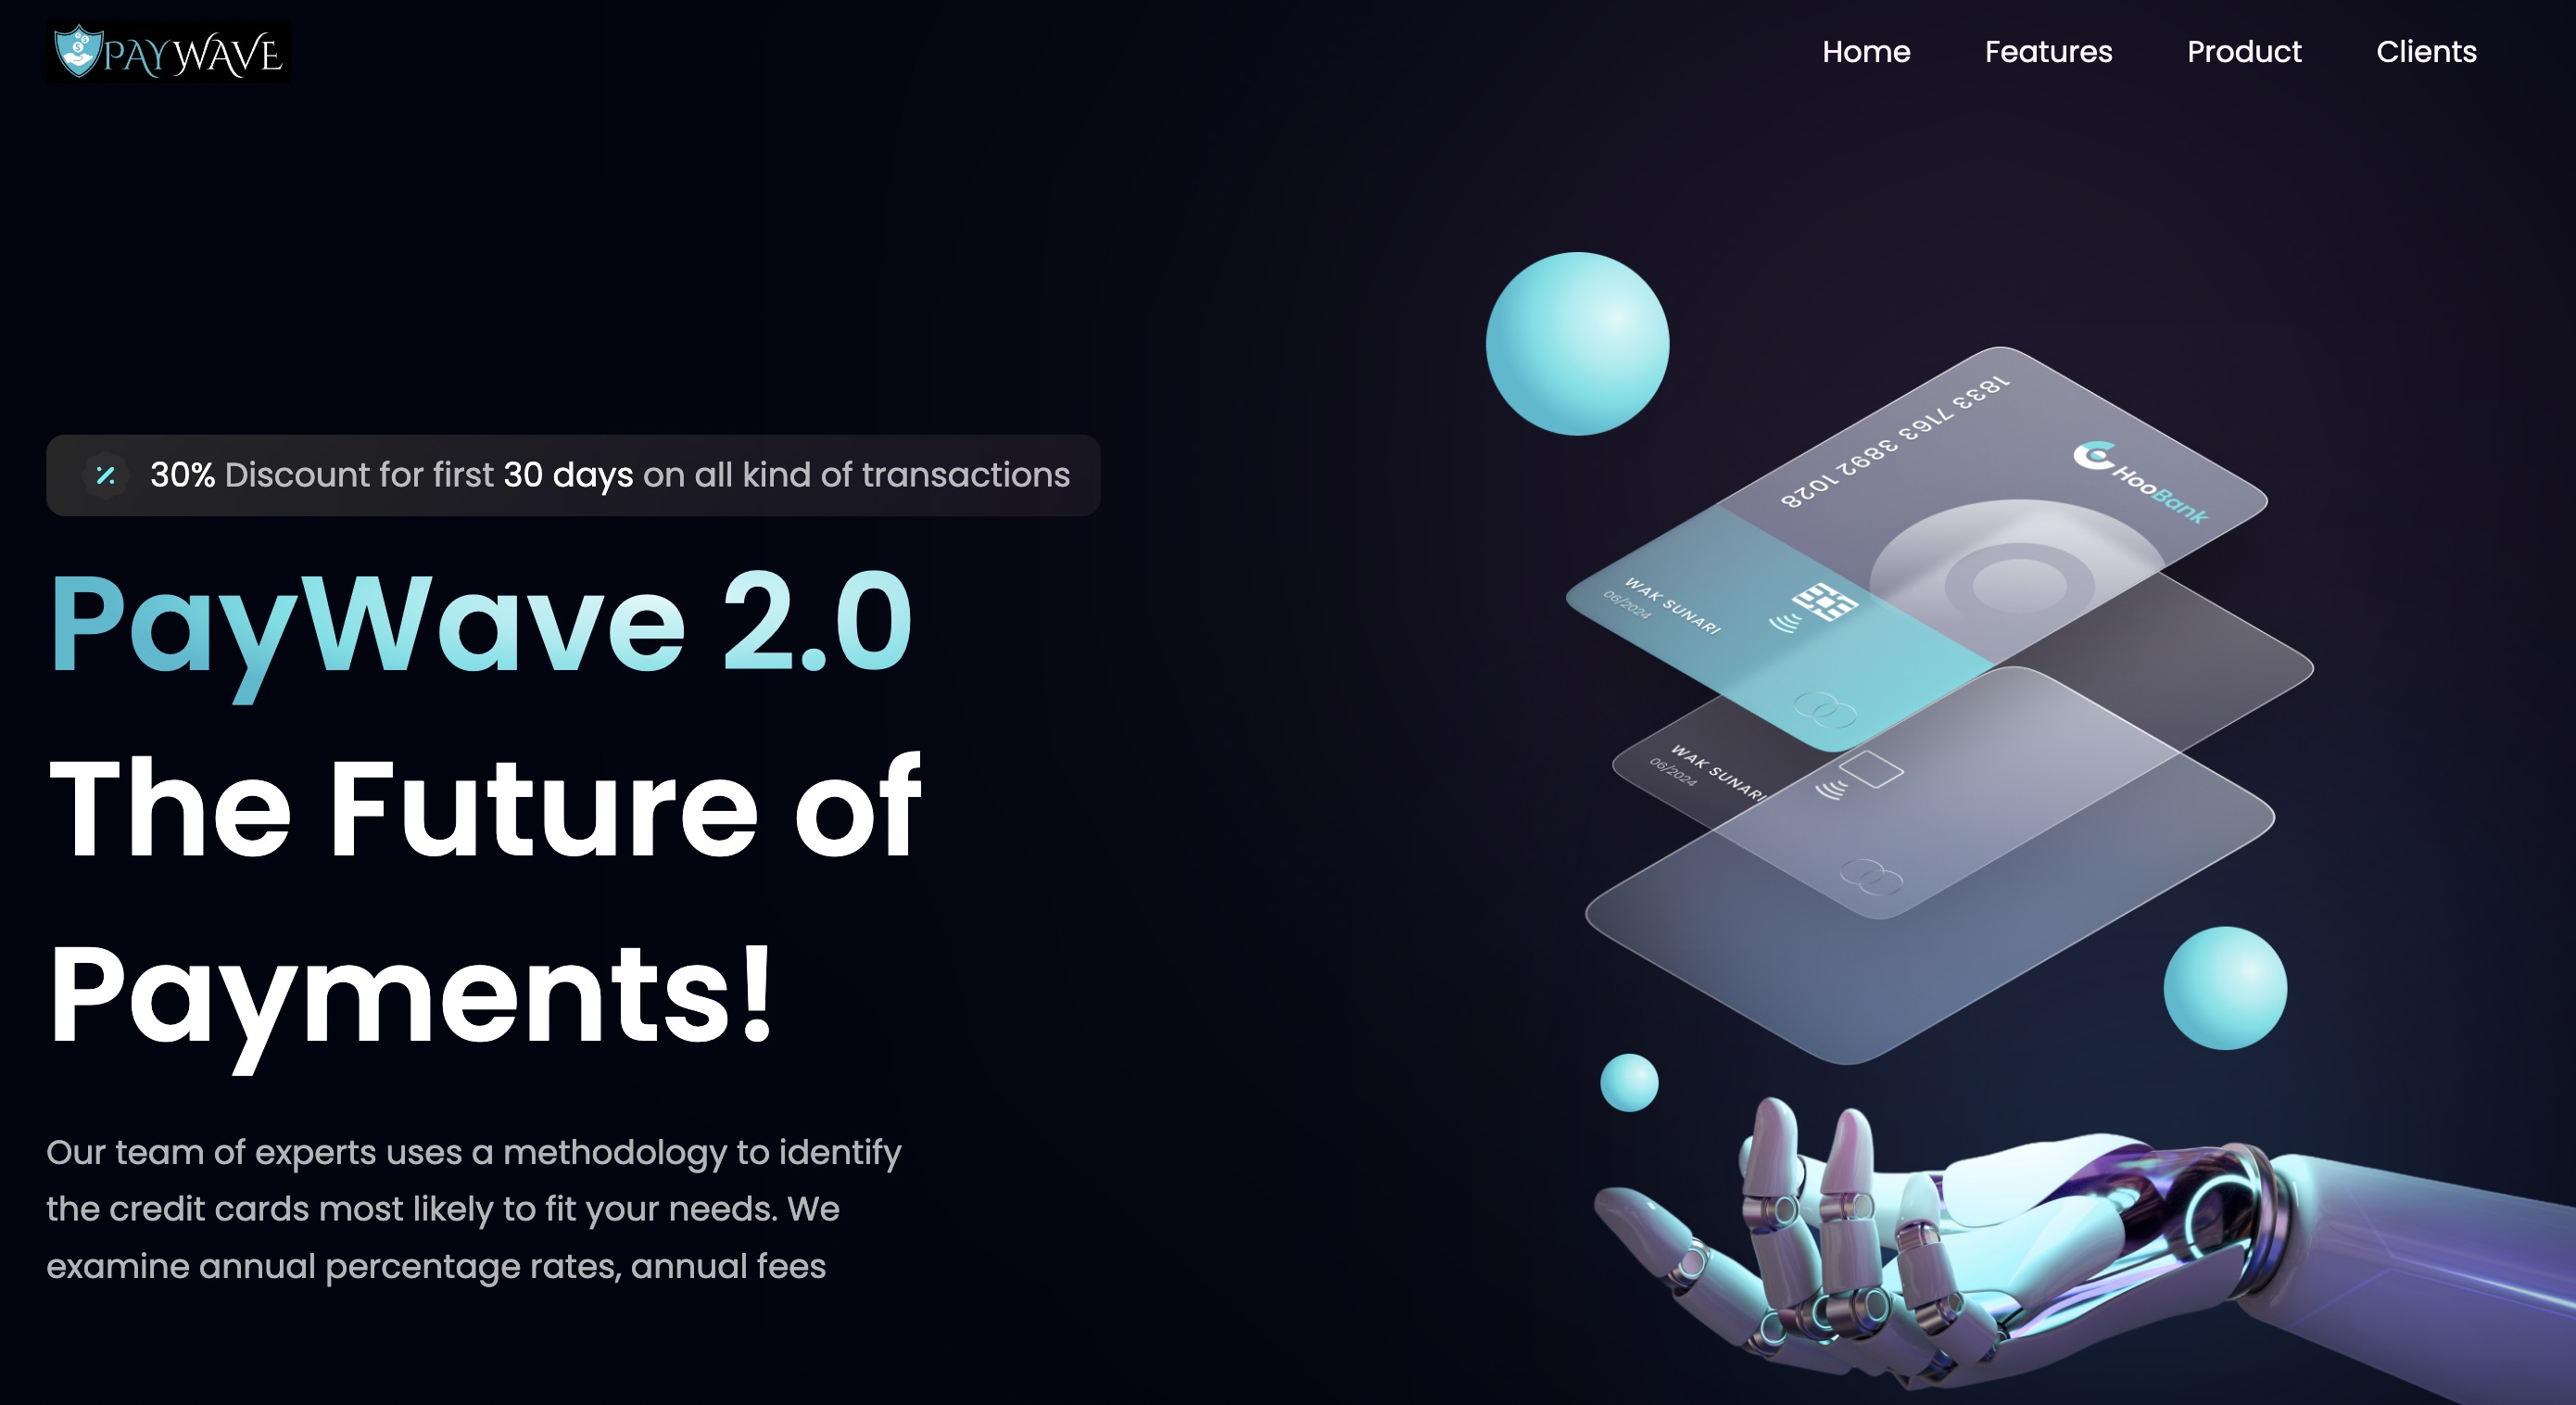 PAYWAVE
Home Features Product Clients
30% Discount for first 30 days on all kind of transactions
PayWave 2.0
The Future of
Payments!
Our team of experts uses a methodology to identify
the credit cards most likely to fit your needs. We
examine annual percentage rates, annual fees
1833 7163 3892 1028
HooBank
WAK SUNARI
06/2024
WAK SUNARI
06/2024